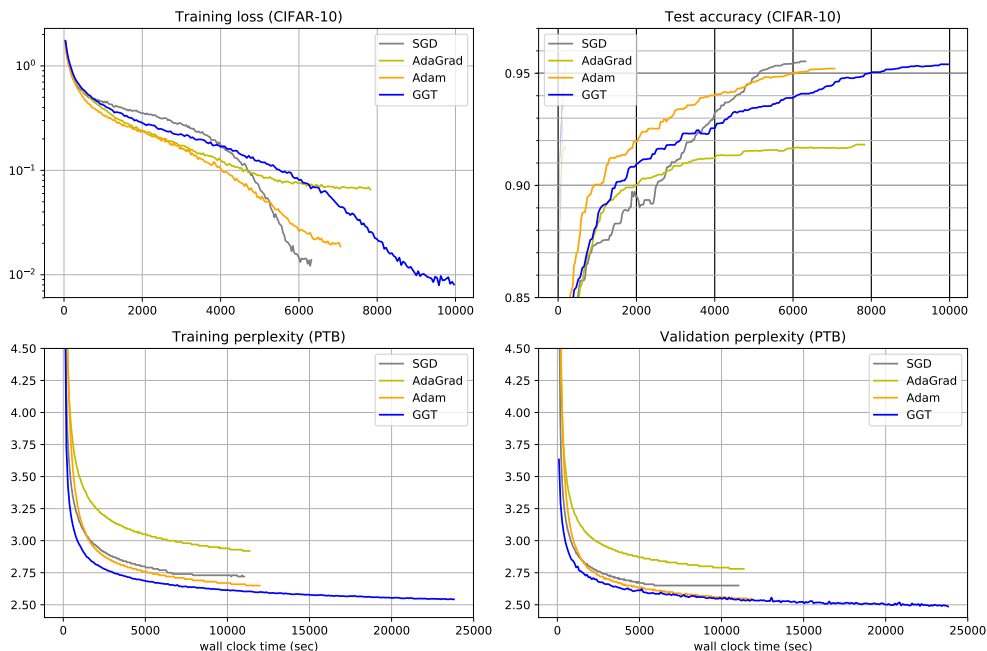 Training loss (CIFAR-10)
10⁰
10⁻¹
10⁻²
0 2000 4000 6000 8000 10000
SGD
AdaGrad
Adam
GGT
Test accuracy (CIFAR-10)
0.95
0.90
0.85
0 2000 4000 6000 8000 10000
SGD
AdaGrad
Adam
GGT
Training perplexity (PTB)
4.50
4.25
4.00
3.75
3.50
3.25
3.00
2.75
2.50
0 5000 10000 15000 20000 25000
wall clock time (sec)
SGD
AdaGrad
Adam
GGT
Validation perplexity (PTB)
4.50
4.25
4.00
3.75
3.50
3.25
3.00
2.75
2.50
0 5000 10000 15000 20000 25000
wall clock time (sec)
SGD
AdaGrad
Adam
GGT